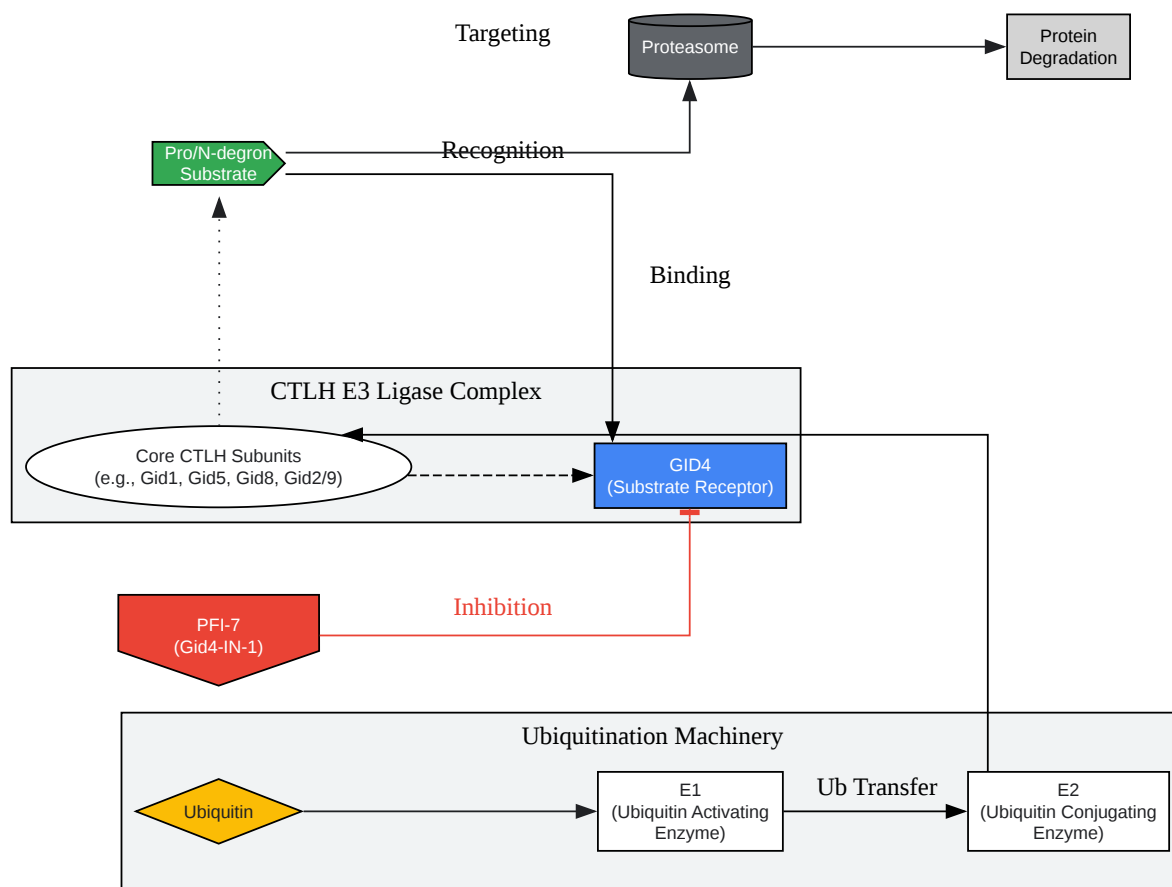 Targeting
Proteasome
Protein
Degradation
Pro/N-degron
Substrate
Recognition
Binding
CTLH E3 Ligase Complex
Core CTLH Subunits
(e.g., Gid1, Gid5, Gid8, Gid2/9)
GID4
(Substrate Receptor)
Inhibition
PFI-7
(Gid4-IN-1)
Ubiquitination Machinery
Ubiquitin
E1
(Ubiquitin Activating
Enzyme)
Ub Transfer
E2
(Ubiquitin Conjugating
Enzyme)